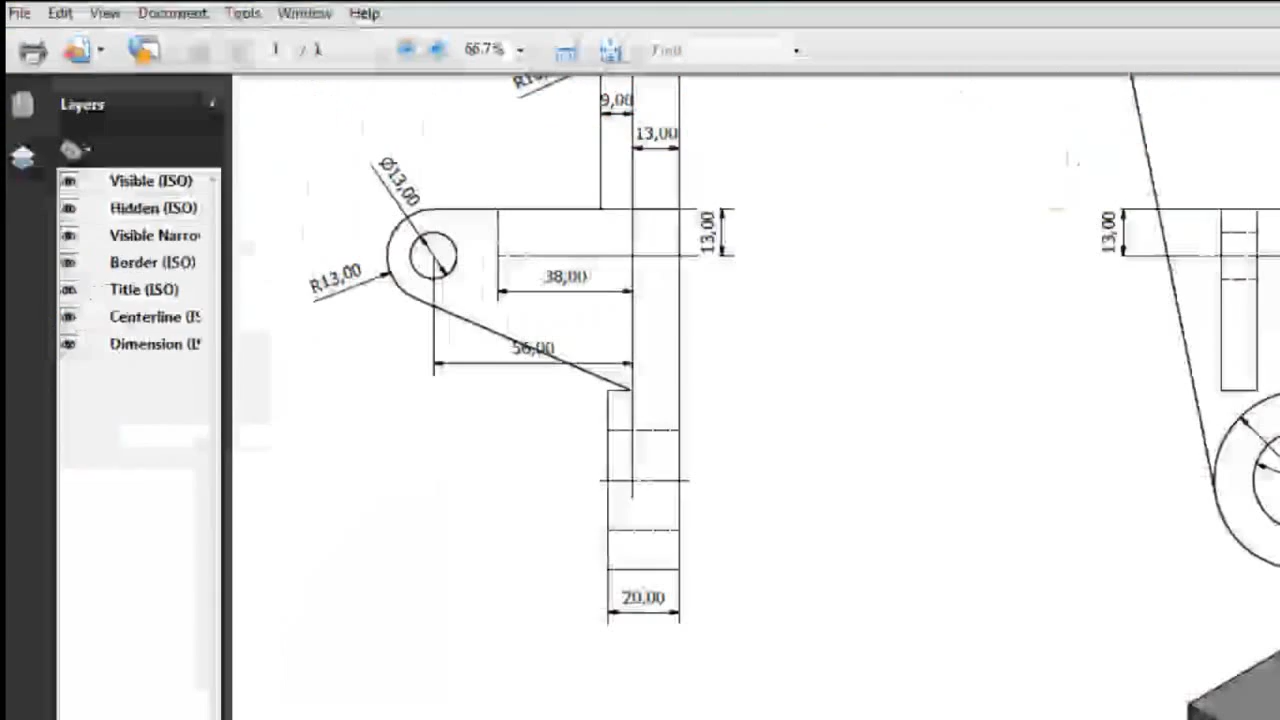 File Edit View Document Tools Window Help
1 / 1 66.7% Find
Layers
Visible (ISO)
Hidden (ISO)
Visible Narro
Border (ISO)
Title (ISO)
Centerline (IS
Dimension (I
9,00
13,00
Ø13,00
13,00
13,00
R13,00
38,00
56,00
20,00